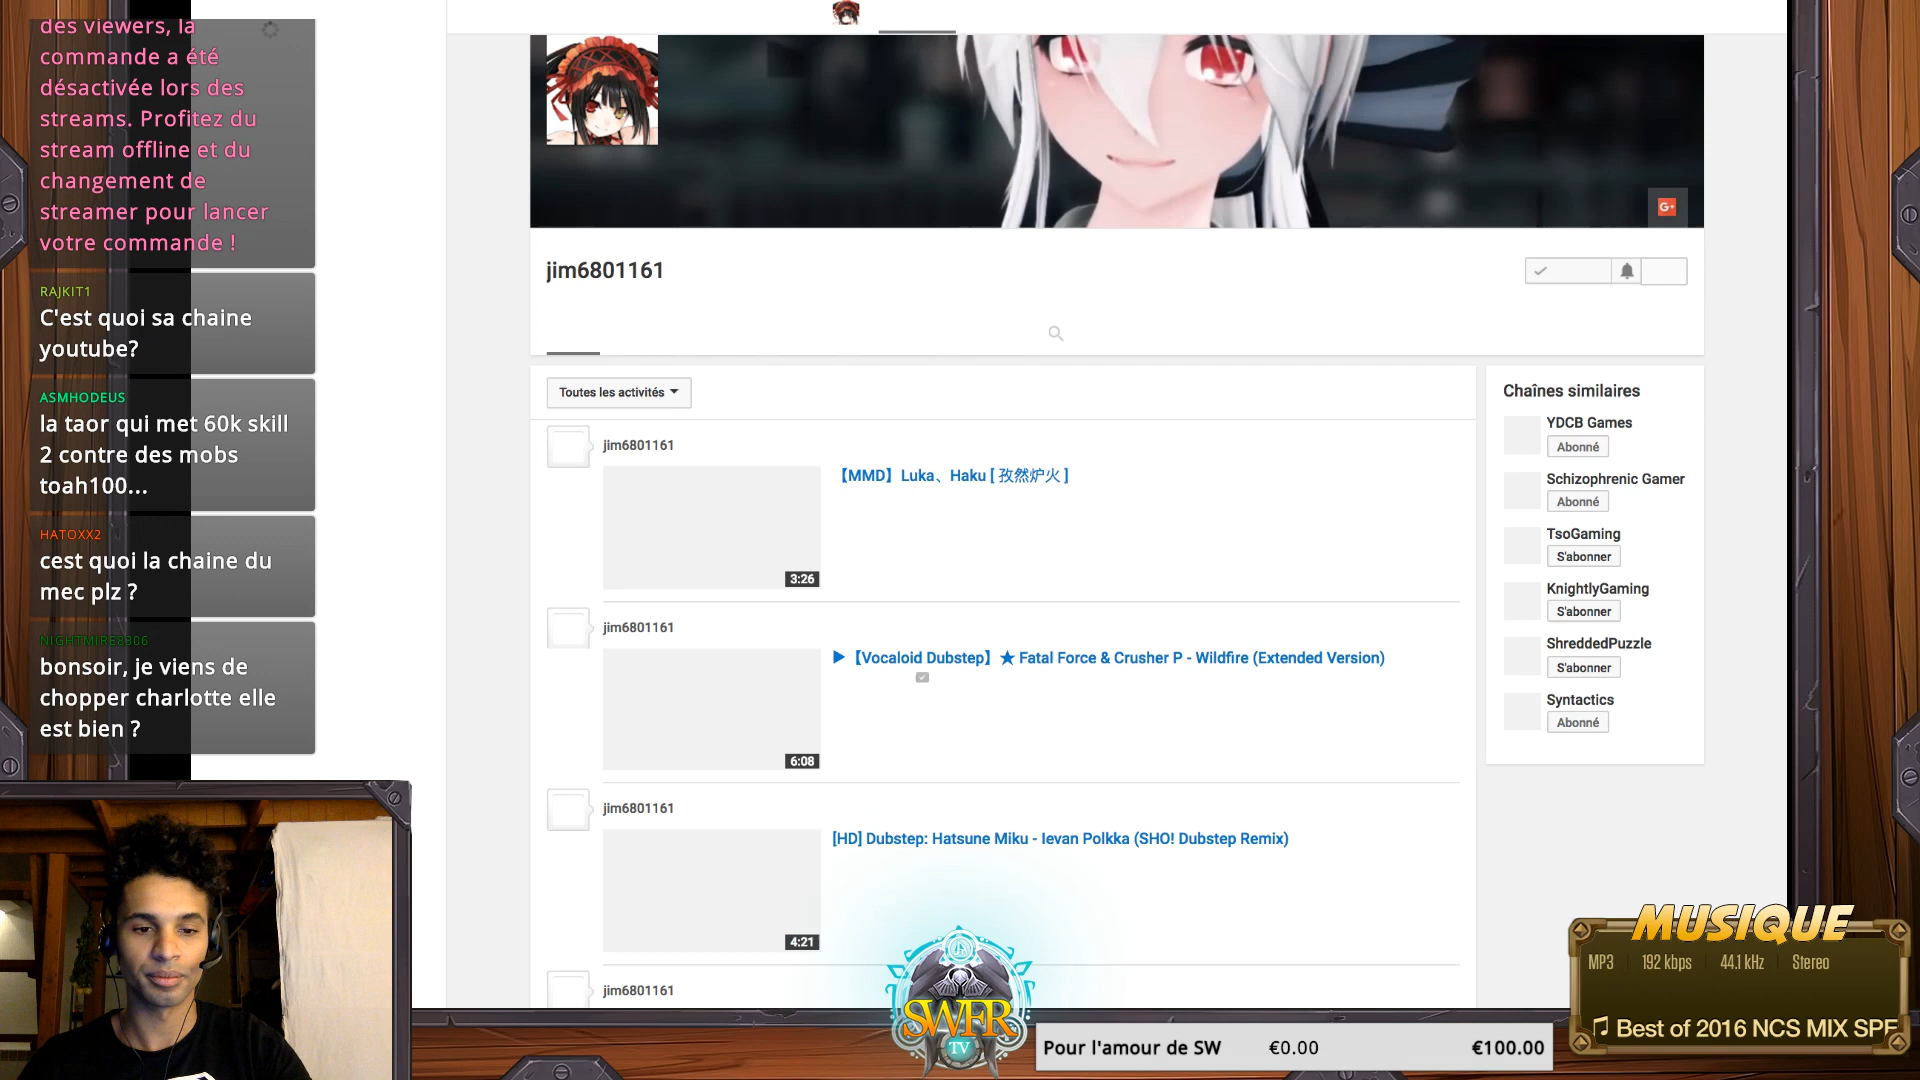 des viewers, la
commande a été
désactivée lors des
streams. Profitez du
stream offline et du
changement de
streamer pour lancer
votre commande !
RAJKIT1
C'est quoi sa chaine
youtube?
ASMHODEUS
la taor qui met 60k skill
2 contre des mobs
toah100...
HATOXX2
cest quoi la chaine du
mec plz ?
NIGHTMIRE8306
bonsoir, je viens de
chopper charlotte elle
est bien ?
G+
jim6801161
Toutes les activités
jim6801161
【MMD】Luka、Haku [ 孜然炉火 ]
3:26
jim6801161
▶【Vocaloid Dubstep】★ Fatal Force & Crusher P - Wildfire (Extended Version)
6:08
jim6801161
[HD] Dubstep: Hatsune Miku - Ievan Polkka (SHO! Dubstep Remix)
4:21
jim6801161
Chaînes similaires
YDCB Games
Abonné
Schizophrenic Gamer
Abonné
TsoGaming
S'abonner
KnightlyGaming
S'abonner
ShreddedPuzzle
S'abonner
Syntactics
Abonné
SWFR
TV
Pour l'amour de SW €0.00 €100.00
MUSIQUE
MP3 192 kbps 44.1 kHz Stereo
Best of 2016 NCS MIX SPE